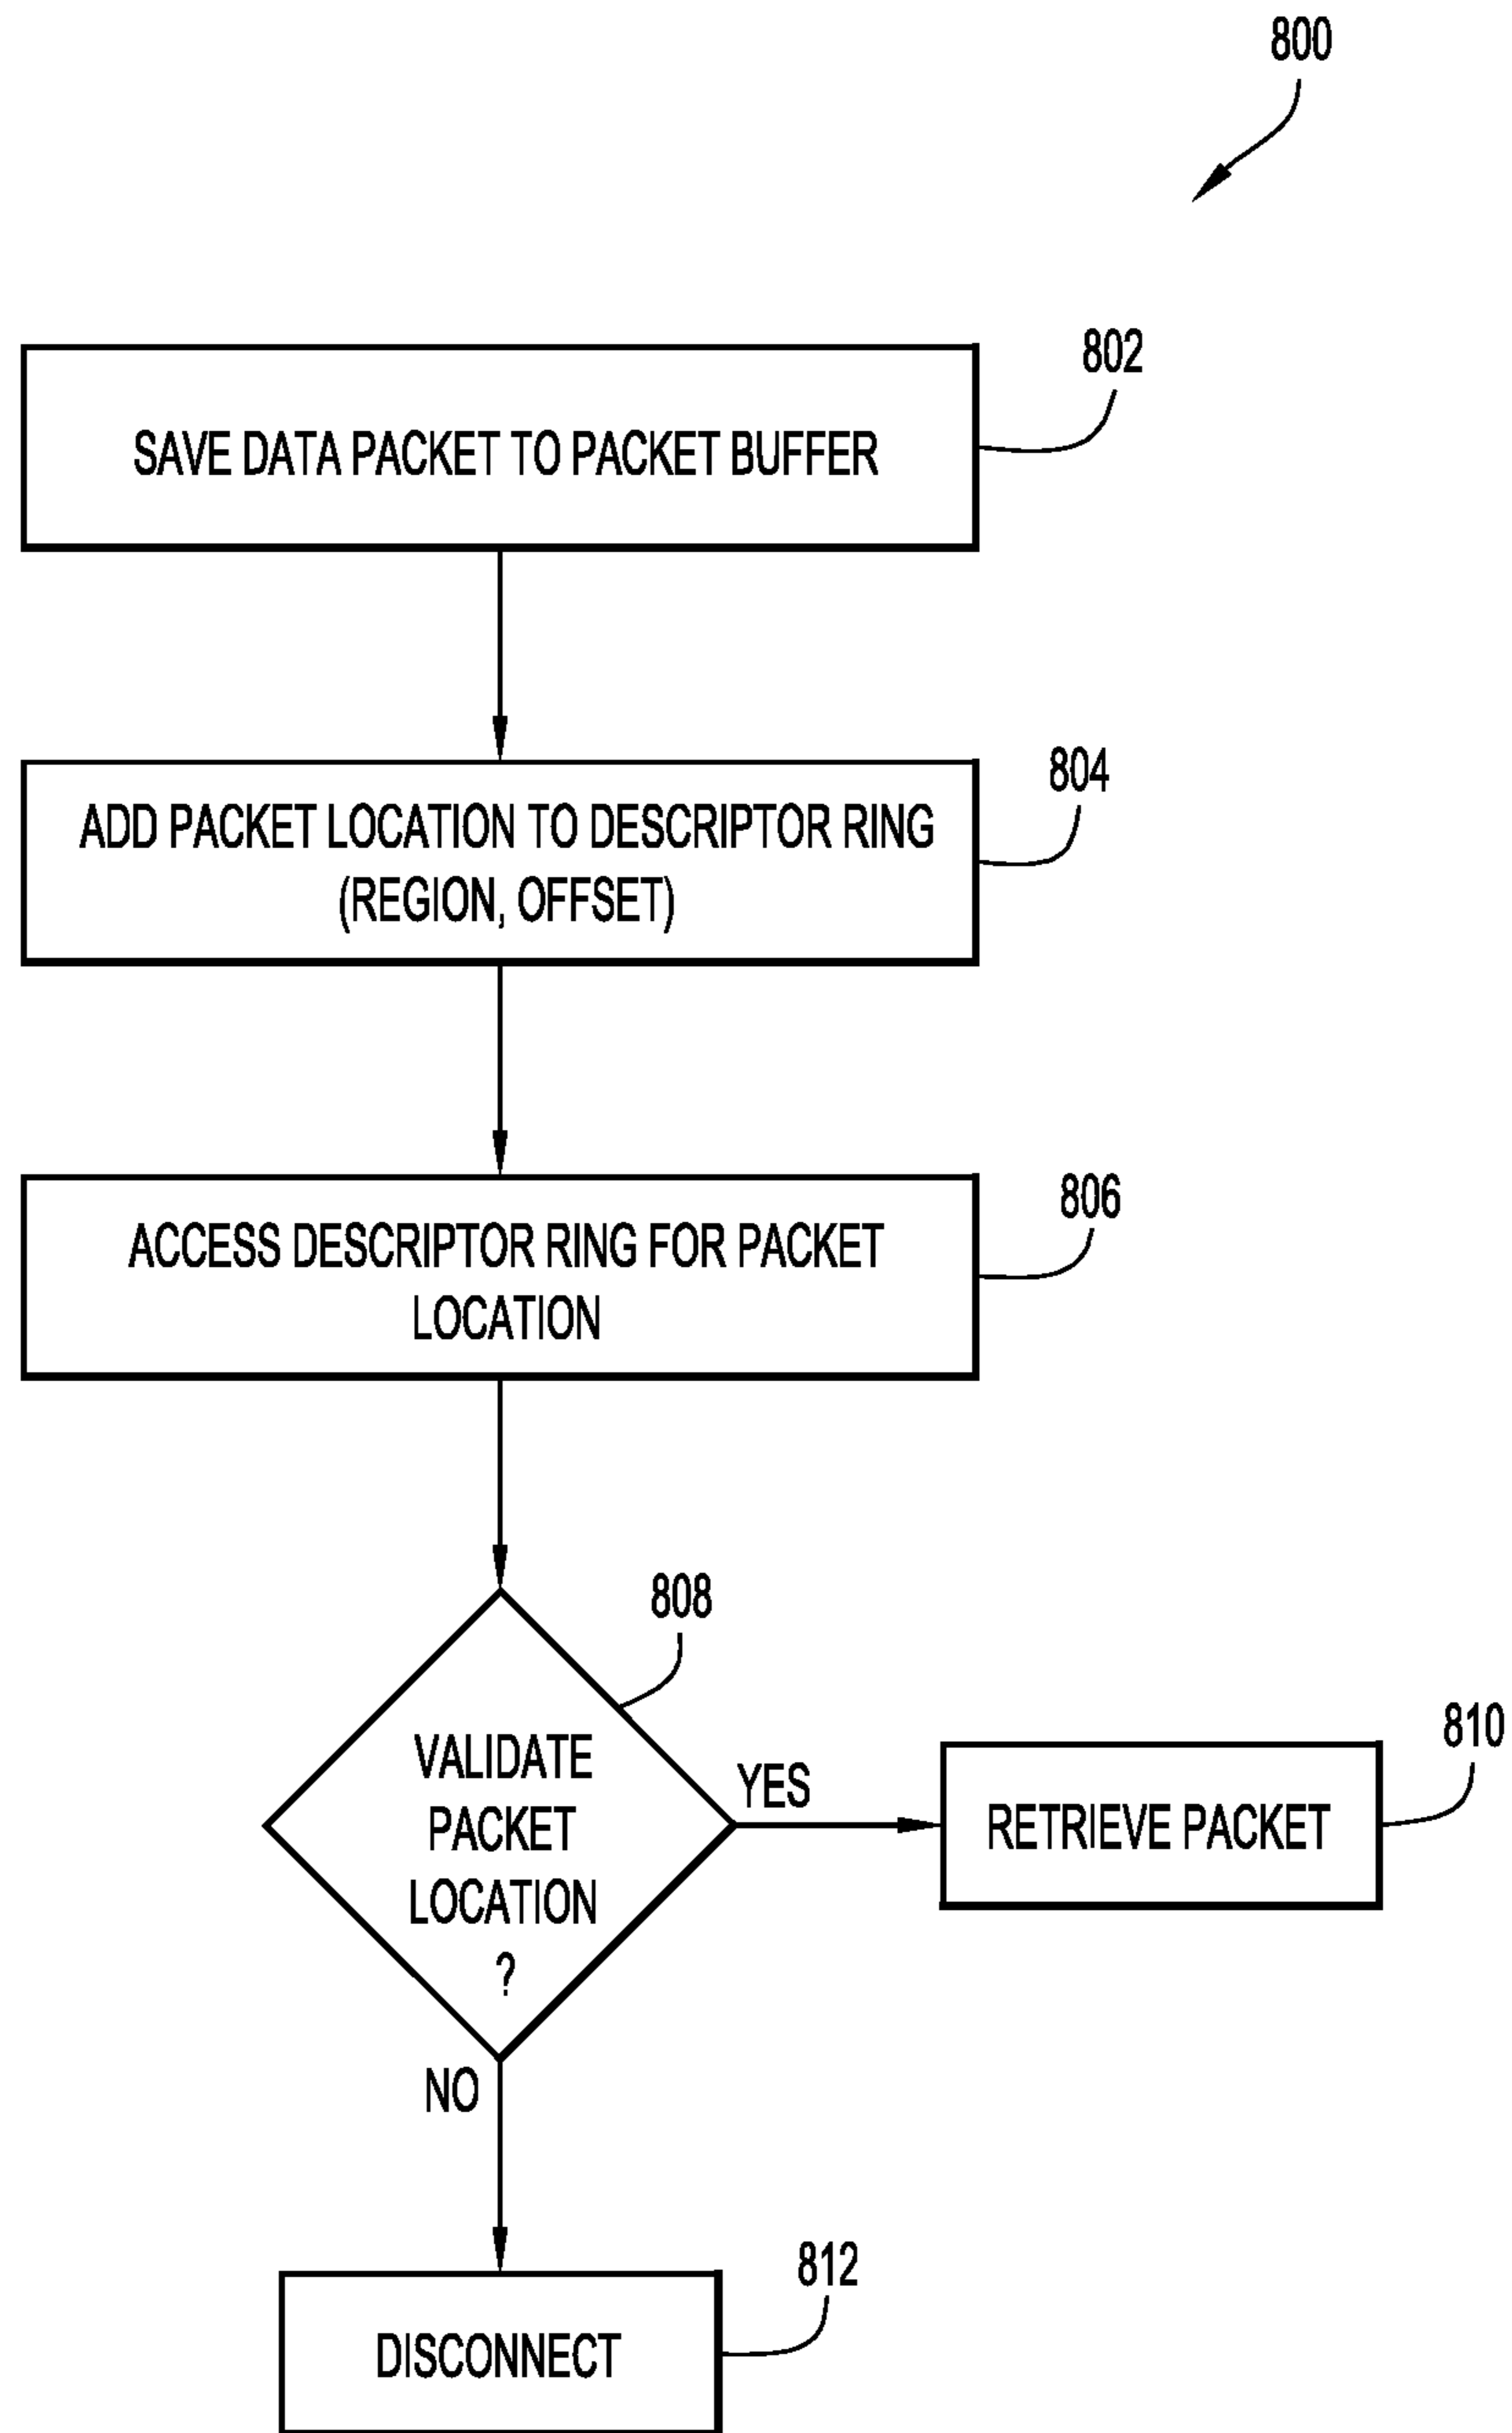 800
802
SAVE DATA PACKET TO PACKET BUFFER
804
ADD PACKET LOCATION TO DESCRIPTOR RING
(REGION, OFFSET)
806
ACCESS DESCRIPTOR RING FOR PACKET
LOCATION
808
VALIDATE
PACKET
LOCATION
?
YES
810
RETRIEVE PACKET
NO
812
DISCONNECT